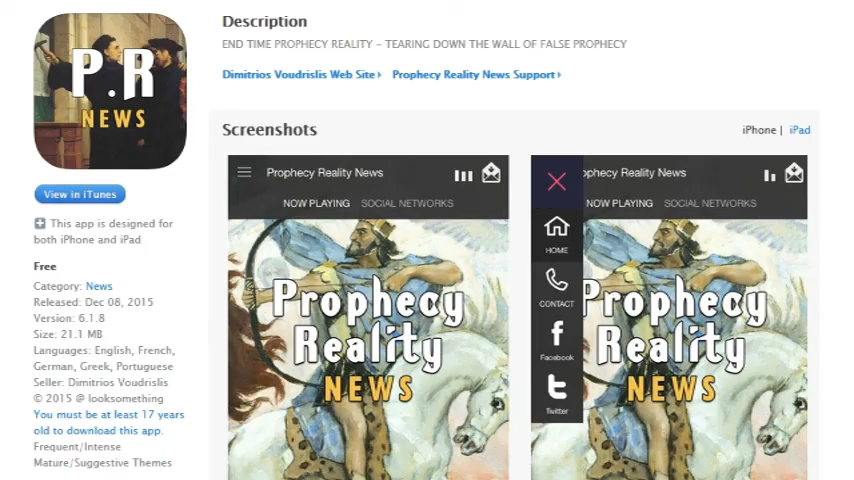 P.R
NEWS
View in iTunes
This app is designed for
both iPhone and iPad
Free
Category: News
Released: Dec 08, 2015
Version: 6.1.8
Size: 21.1 MB
Languages: English, French,
German, Greek, Portuguese
Seller: Dimitrios Voudrislis
© 2015 @ looksomething
You must be at least 17 years
old to download this app.
Frequent/Intense
Mature/Suggestive Themes
Description
END TIME PROPHECY REALITY – TEARING DOWN THE WALL OF FALSE PROPHECY
Dimitrios Voudrislis Web Site
Prophecy Reality News Support
Screenshots
iPhone | iPad
Prophecy Reality News
NOW PLAYING SOCIAL NETWORKS
Prophecy
Reality
NEWS
ophecy Reality News
NOW PLAYING SOCIAL NETWORKS
HOME
CONTACT
Facebook
Twitter
Prophecy
Reality
NEWS